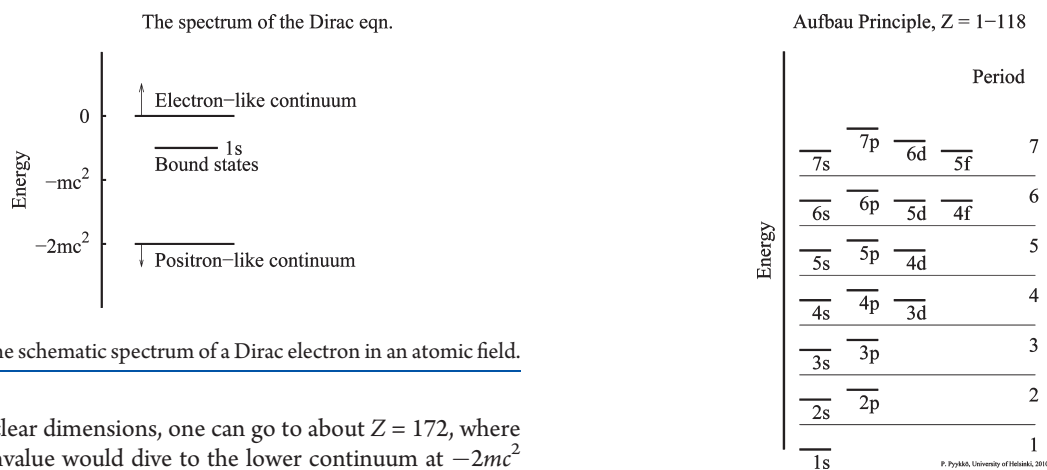 The spectrum of the Dirac eqn.
Electron−like continuum
0
1s
Bound states
Energy
−mc²
−2mc²
Positron−like continuum
schematic spectrum of a Dirac electron in an atomic field.
dimensions, one can go to about Z = 172, where
would dive to the lower continuum at −2mc²
Aufbau Principle, Z = 1−118
Period
Energy
7s 7p 6d 5f 7
6s 6p 5d 4f 6
5s 5p 4d 5
4s 4p 3d 4
3s 3p 3
2s 2p 2
1s 1
P. Pyykkö, University of Helsinki,